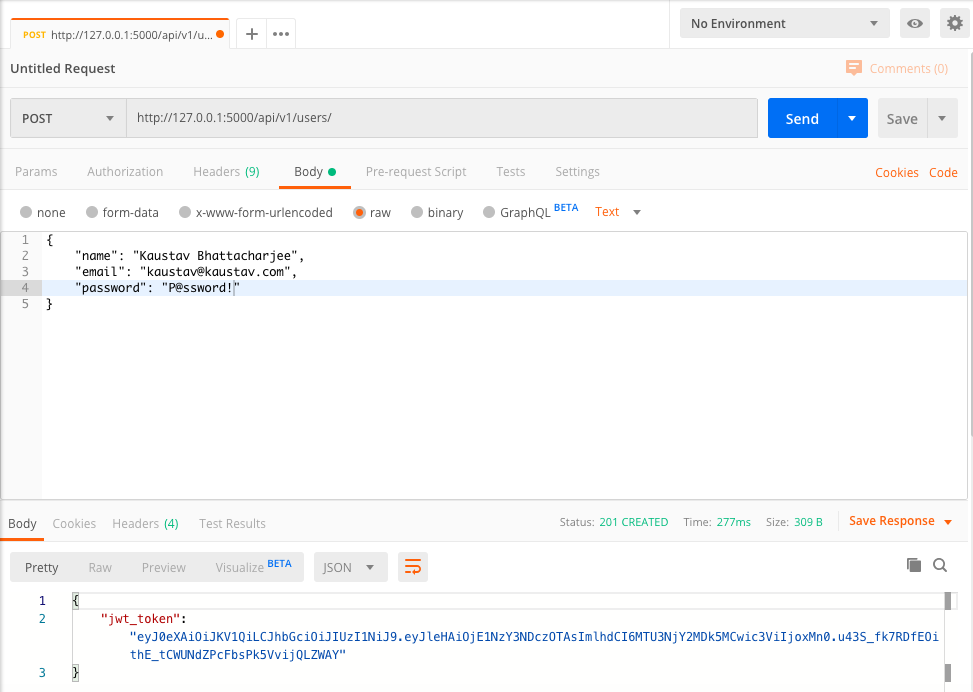 POST http://127.0.0.1:5000/api/v1/u...
No Environment
Untitled Request
Comments (0)
POST
http://127.0.0.1:5000/api/v1/users/
Send
Save
Params Authorization Headers (9) Body Pre-request Script Tests Settings Cookies Code
none form-data x-www-form-urlencoded raw binary GraphQL BETA Text
1 {
2 "name": "Kaustav Bhattacharjee",
3 "email": "kaustav@kaustav.com",
4 "password": "P@ssword!"
5 }
Body Cookies Headers (4) Test Results Status: 201 CREATED Time: 277ms Size: 309 B Save Response
Pretty Raw Preview Visualize BETA JSON
1 {
2 "jwt_token":
"eyJ0eXAiOiJKV1QiLCJhbGciOiJIUzI1NiJ9.eyJleHAiOjE1NzY3NDczOTAsImlhdCI6MTU3NjY2MDk5MCwic3ViIjoxMn0.u43S_fk7RDfEOi
thE_tCWUNdZPcFbsPk5VvijQLZWAY"
3 }